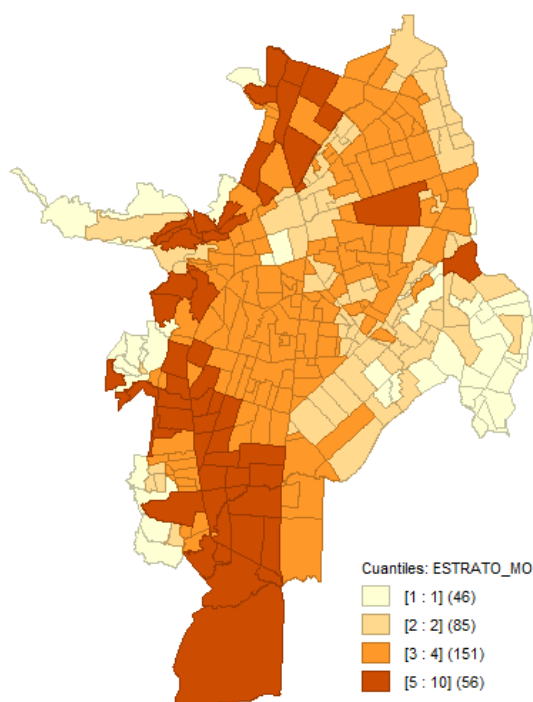 Cuantiles: ESTRATO_MO
[1 : 1] (46)
[2 : 2] (85)
[3 : 4] (151)
[5 : 10] (56)